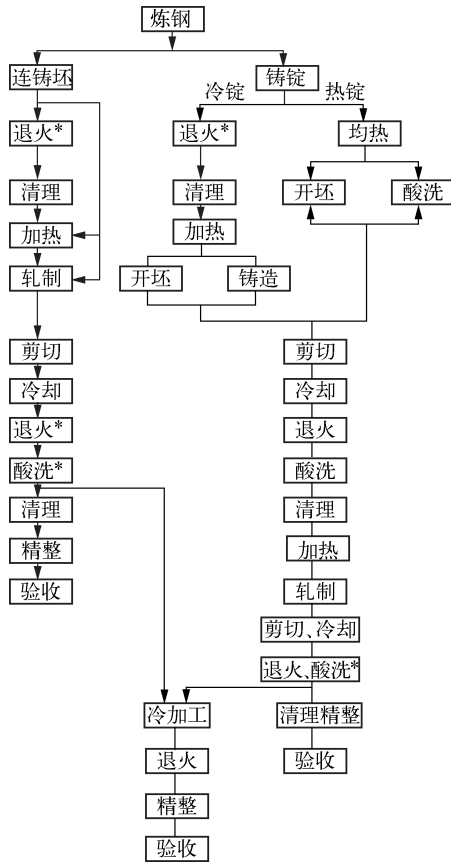 炼钢
连铸坯
铸锭
冷锭
热锭
退火*
退火*
均热
清理
清理
开坯
酸洗
加热
加热
轧制
开坯
铸造
剪切
剪切
冷却
冷却
退火*
退火
酸洗*
酸洗
清理
清理
精整
加热
验收
轧制
剪切、冷却
退火、酸洗*
冷加工
清理精整
退火
验收
精整
验收